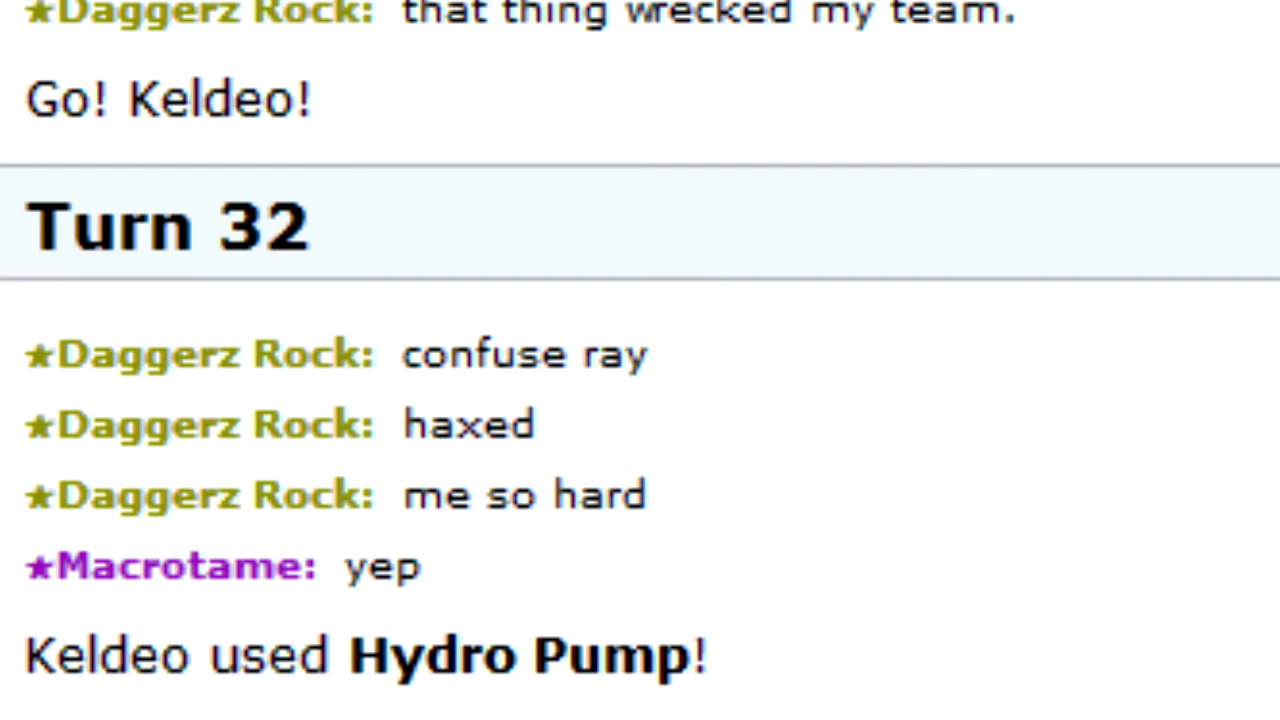 ★Daggerz Rock: that thing wrecked my team.
Go! Keldeo!
Turn 32
★Daggerz Rock: confuse ray
★Daggerz Rock: haxed
★Daggerz Rock: me so hard
★Macrotame: yep
Keldeo used Hydro Pump!